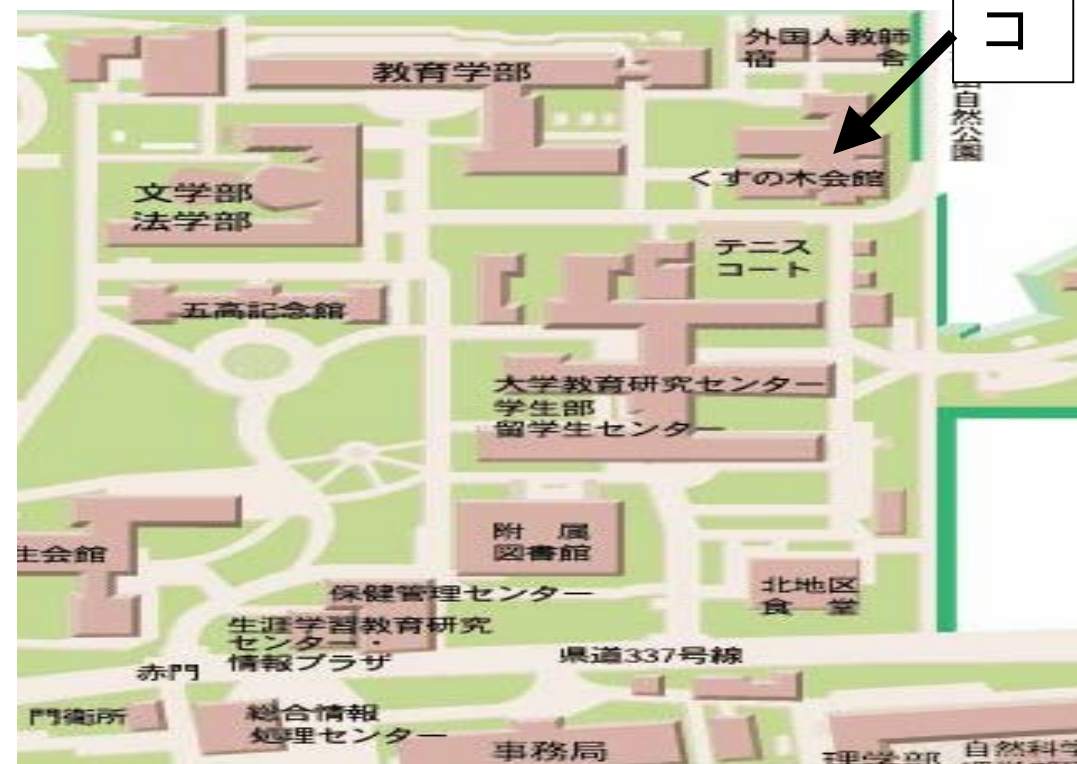 コ
外国人教師
宿 舎
教育学部
自然公園
くすの木会館
文学部
法学部
テニス
コート
五高記念館
大学教育研究センター
学生部
留学生センター
附 属
図書館
生会館
保健管理センター
北地区
食 堂
生涯学習教育研究
センター・
情報プラザ
県道337号線
赤門
門衛所
総合情報
処理センター
事務局
理学部
自然科学